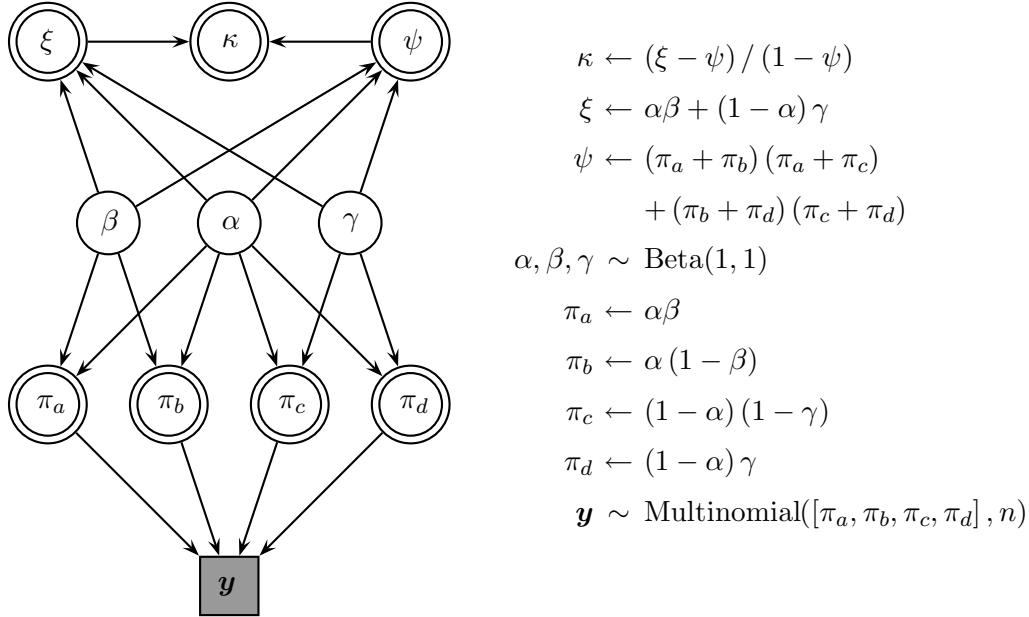 ξ κ ψ
β α γ
π_a π_b π_c π_d
y
κ ← (ξ − ψ) / (1 − ψ)
ξ ← αβ + (1 − α) γ
ψ ← (π_a + π_b) (π_a + π_c)
+ (π_b + π_d) (π_c + π_d)
α, β, γ ∼ Beta(1, 1)
π_a ← αβ
π_b ← α (1 − β)
π_c ← (1 − α) (1 − γ)
π_d ← (1 − α) γ
y ∼ Multinomial([π_a, π_b, π_c, π_d] , n)